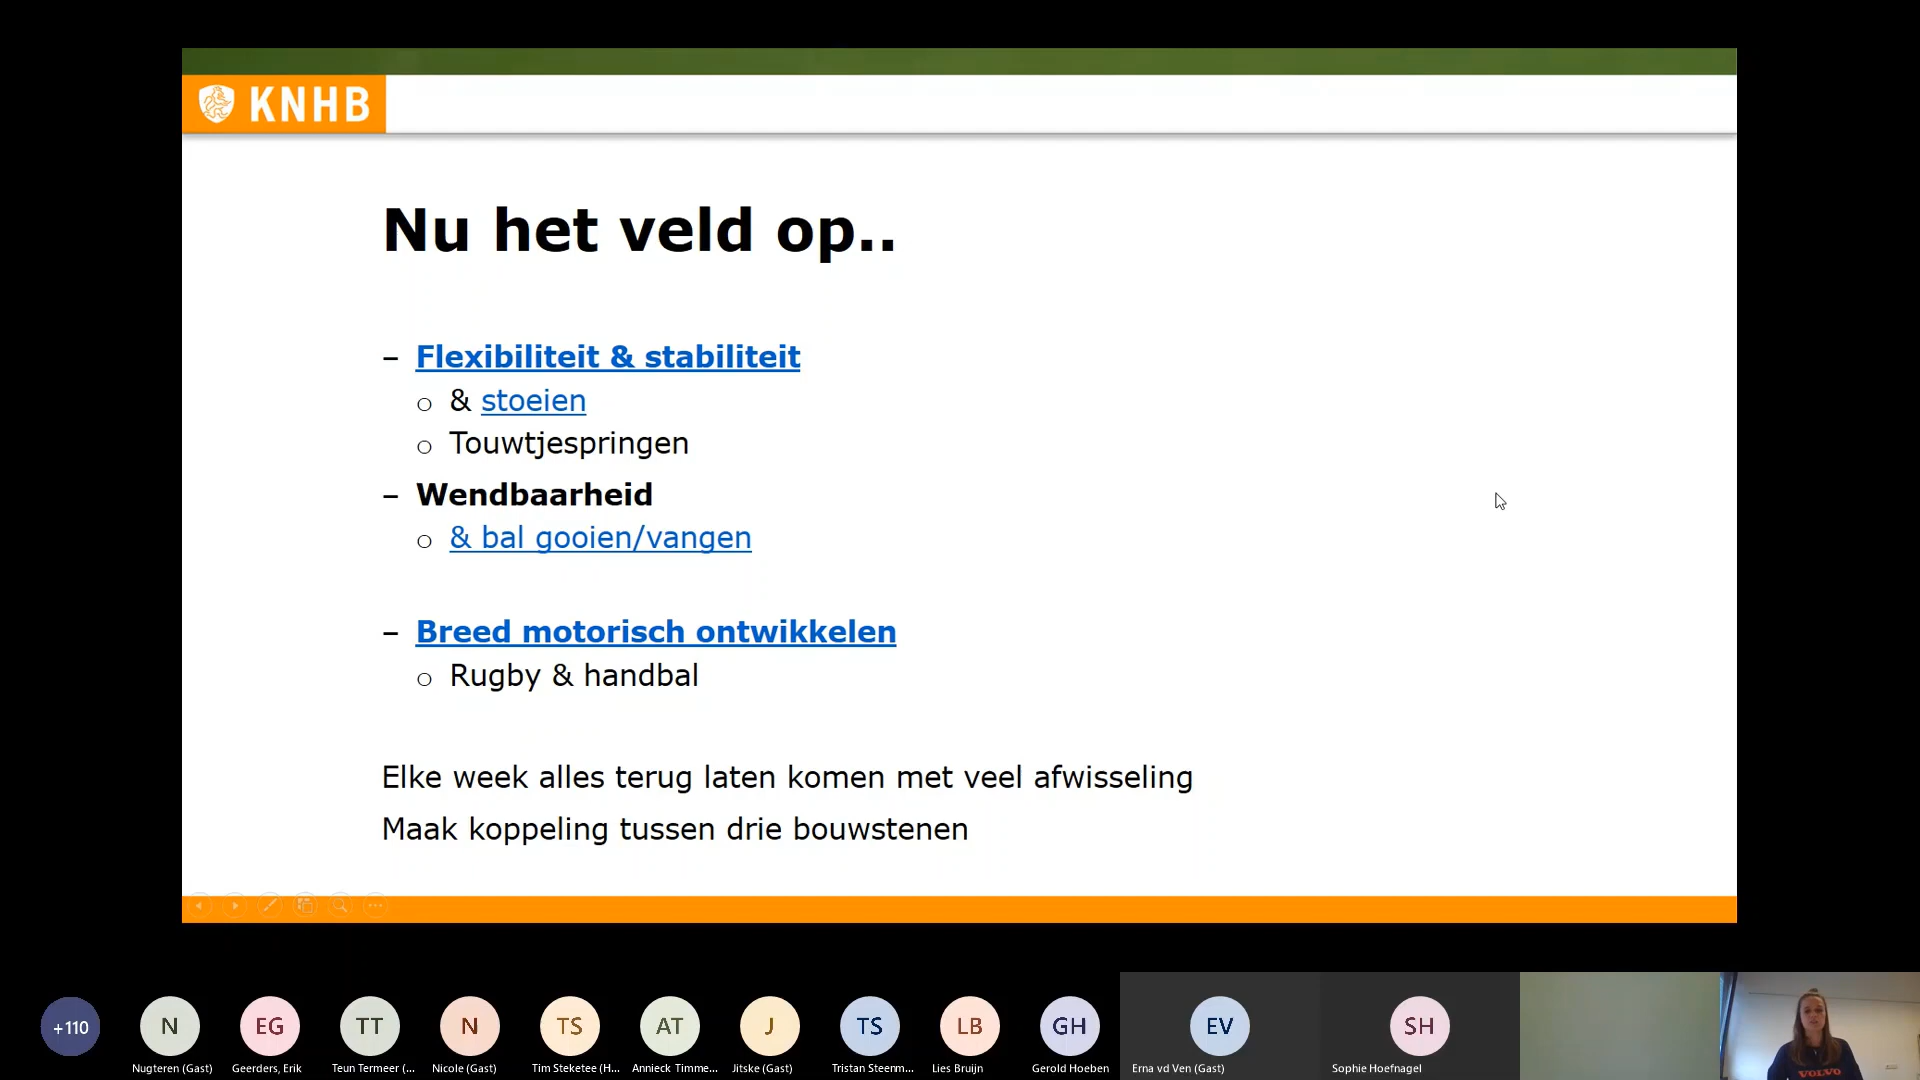 KNHB
Nu het veld op..
– Flexibiliteit & stabiliteit
o & stoeien
o Touwtjespringen
– Wendbaarheid
o & bal gooien/vangen
– Breed motorisch ontwikkelen
o Rugby & handbal
Elke week alles terug laten komen met veel afwisseling
Maak koppeling tussen drie bouwstenen
+110
N
EG
TT
N
TS
AT
J
TS
LB
GH
EV
SH
Nugteren (Gast)
Geerders, Erik
Teun Termeer (...
Nicole (Gast)
Tim Steketee (H...
Annieck Timme...
Jitske (Gast)
Tristan Steenm...
Lies Bruijn
Gerold Hoeben
Erna vd Ven (Gast)
Sophie Hoefnagel
VOLVO